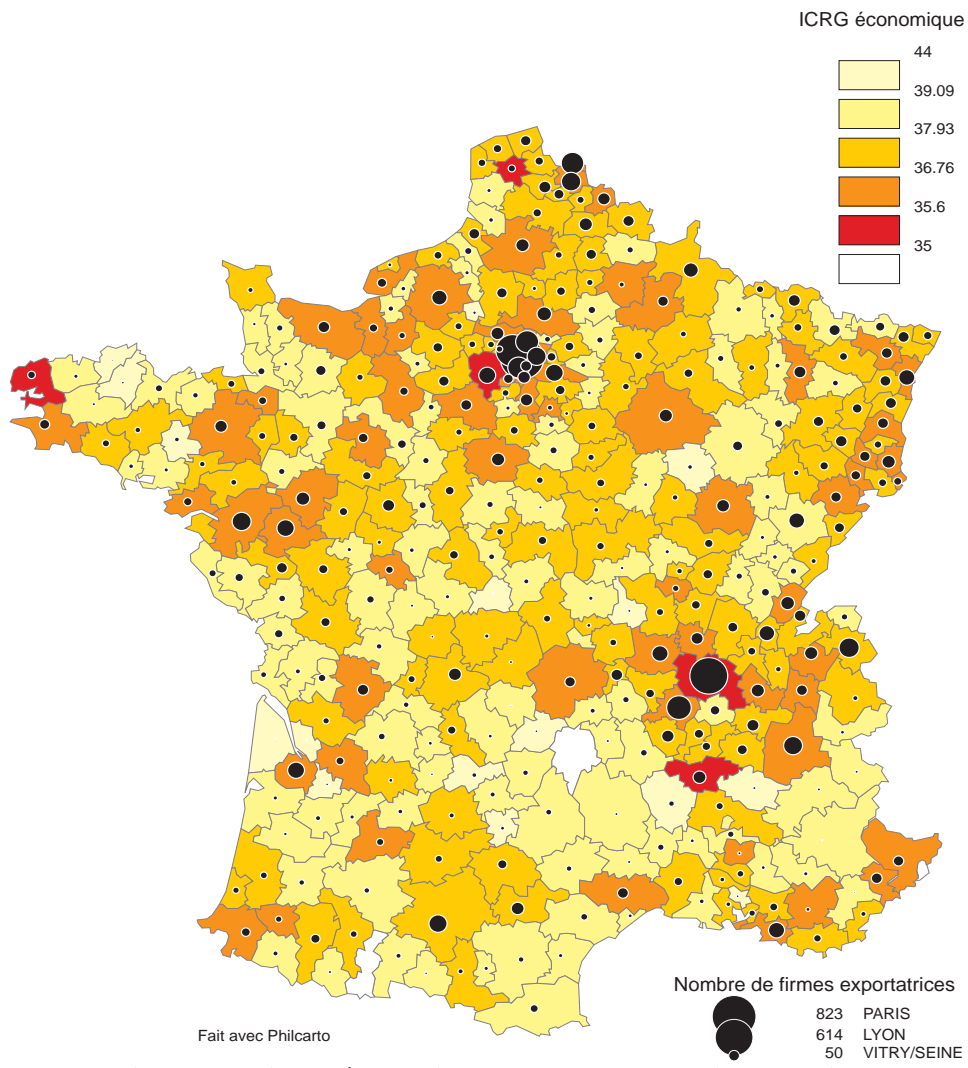 ICRG économique
44
39.09
37.93
36.76
35.6
35
Nombre de firmes exportatrices
823 PARIS
614 LYON
50 VITRY/SEINE
Fait avec Philcarto